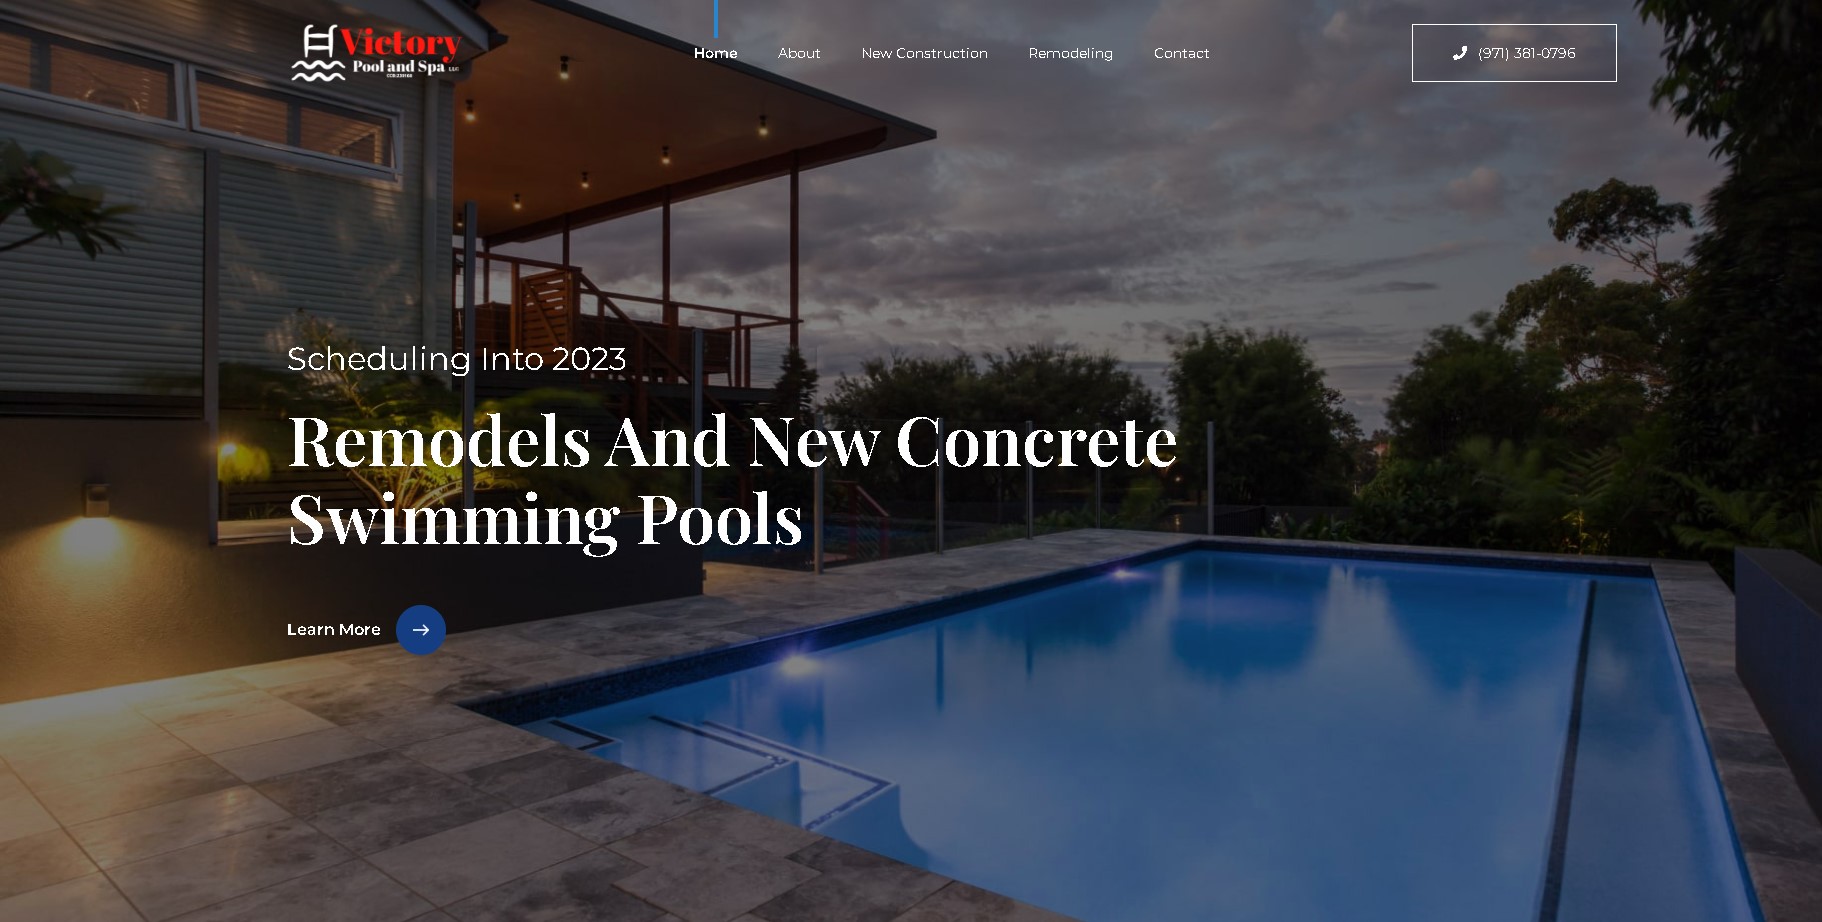 Victory
Pool and Spa LLC
Home
About
New Construction
Remodeling
Contact
(971) 381-0796
Scheduling Into 2023
Remodels And New Concrete
Swimming Pools
Learn More